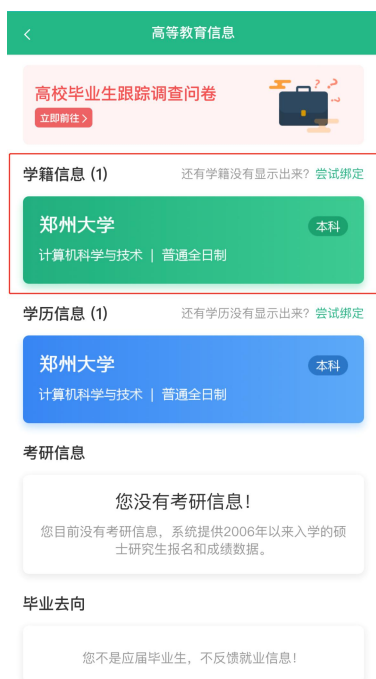 高等教育信息
高校毕业生跟踪调查问卷
立即前往>
学籍信息 (1) 还有学籍没有显示出来? 尝试绑定
郑州大学 本科
计算机科学与技术 | 普通全日制
学历信息 (1) 还有学历没有显示出来? 尝试绑定
郑州大学 本科
计算机科学与技术 | 普通全日制
考研信息
您没有考研信息!
您目前没有考研信息，系统提供2006年以来入学的硕
士研究生报名和成绩数据。
毕业去向
您不是应届毕业生，不反馈就业信息!